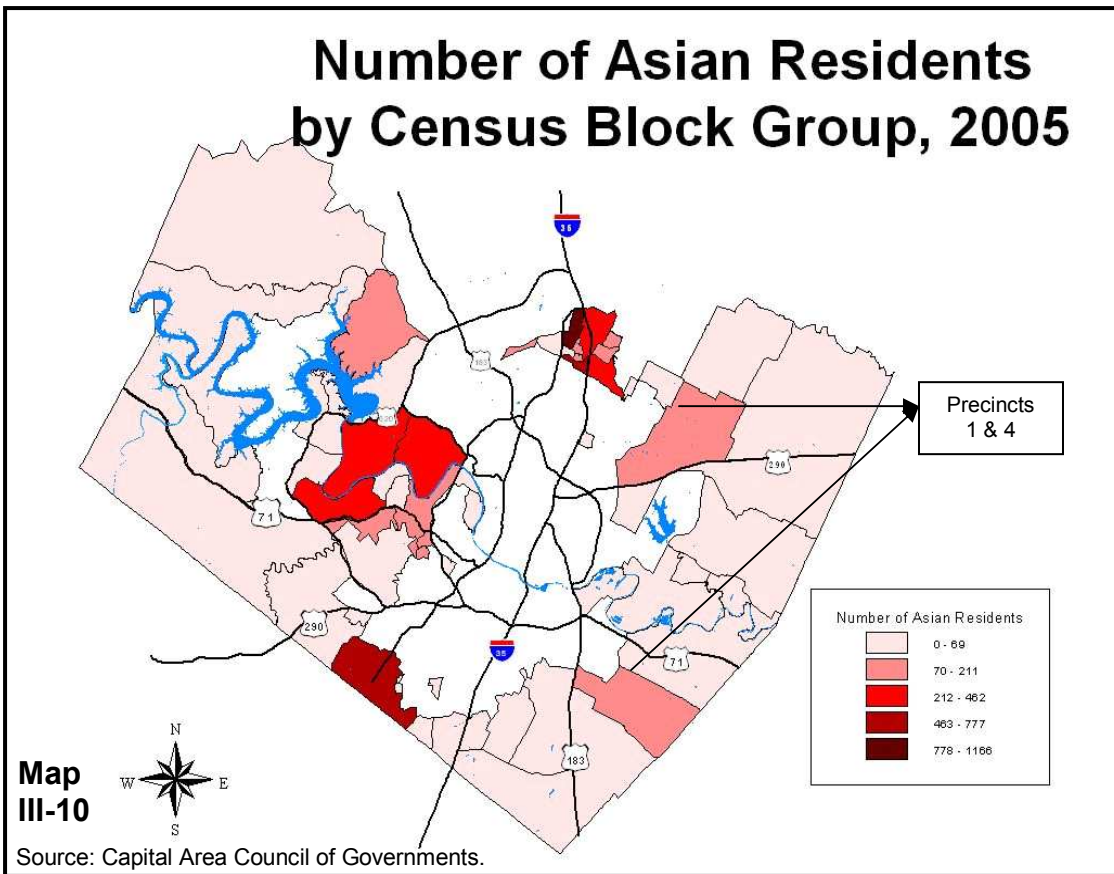 Number of Asian Residents
by Census Block Group, 2005
35
183
620
Precincts
1 & 4
290
71
290
35
71
183
Number of Asian Residents
0 - 69
70 - 211
212 - 462
463 - 777
778 - 1166
N
W E
S
Map
III-10
Source: Capital Area Council of Governments.